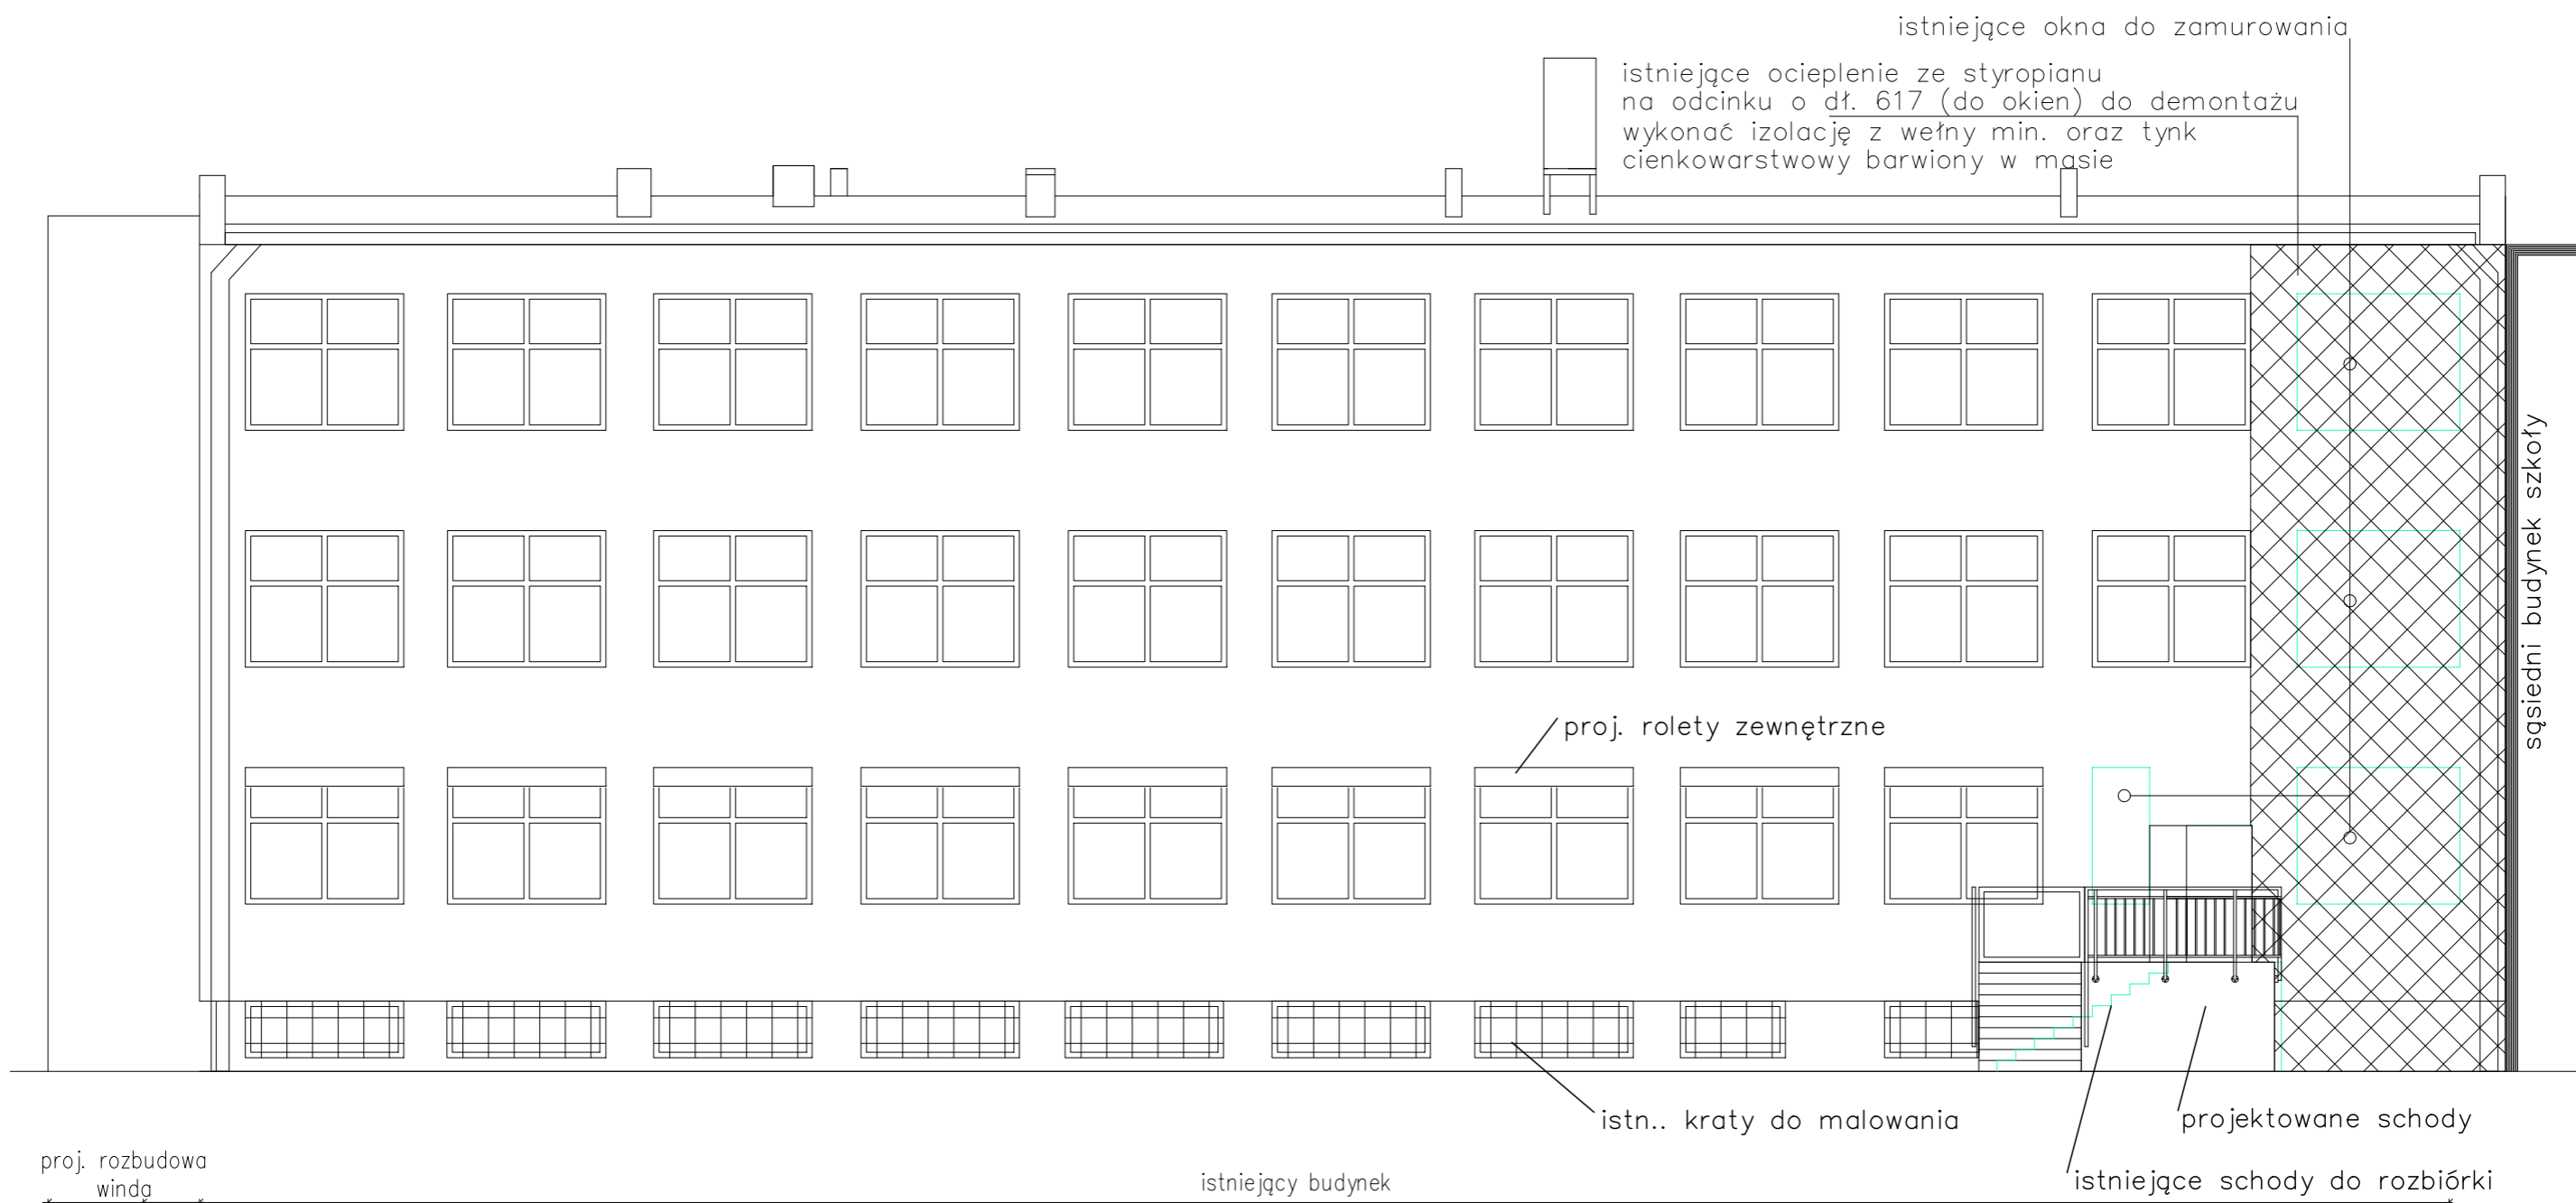 istniejące okna do zamurowania
istniejące ocieplenie ze styropianu
na odcinku o dł. 617 (do okien) do demontażu
wykonać izolację z wełny min. oraz tynk
cienkowarstwowy barwiony w masie
sąsiedni budynek szkoły
proj. rolety zewnętrzne
istn.. kraty do malowania
projektowane schody
istniejące schody do rozbiórki
proj. rozbudowa
winda
istniejący budynek